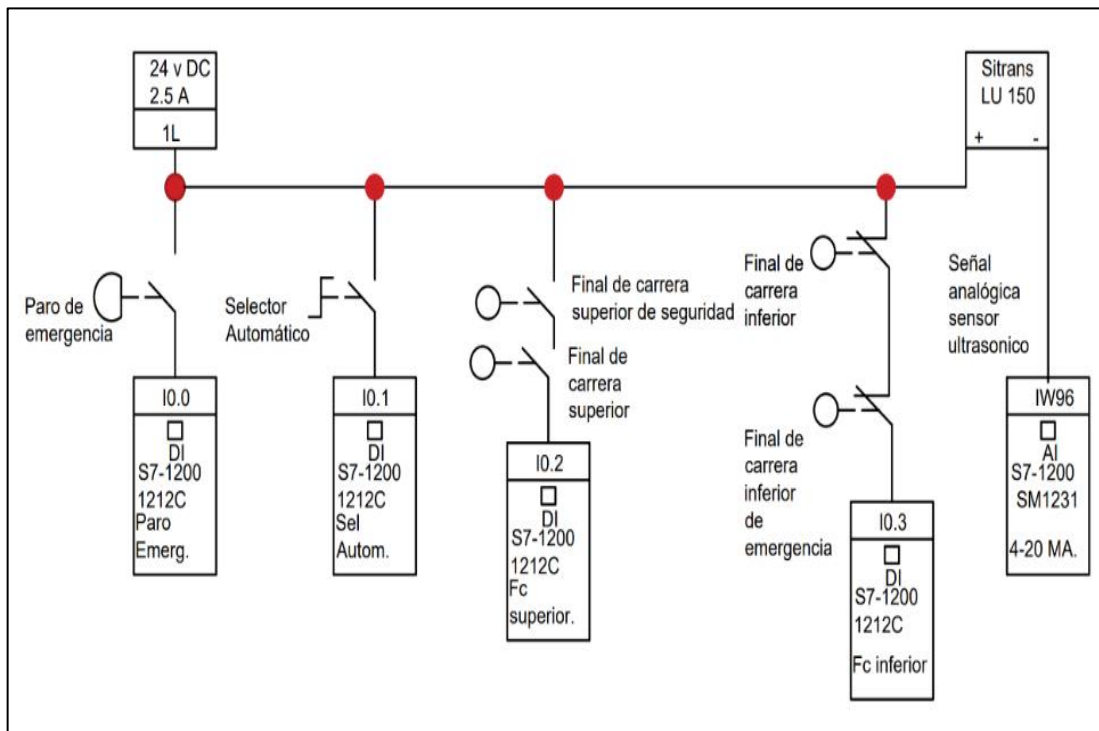 24 v DC
2.5 A
1L
Sitrans
LU 150
+ -
Paro de
emergencia
Selector
Automático
Final de carrera
superior de seguridad
Final de
carrera
superior
Final de
carrera
inferior
Final de
carrera
inferior
de
emergencia
Señal
analógica
sensor
ultrasonico
I0.0
DI
S7-1200
1212C
Paro
Emerg.
I0.1
DI
S7-1200
1212C
Sel
Autom.
I0.2
DI
S7-1200
1212C
Fc
superior.
I0.3
DI
S7-1200
1212C
Fc inferior
IW96
AI
S7-1200
SM1231
4-20 MA.